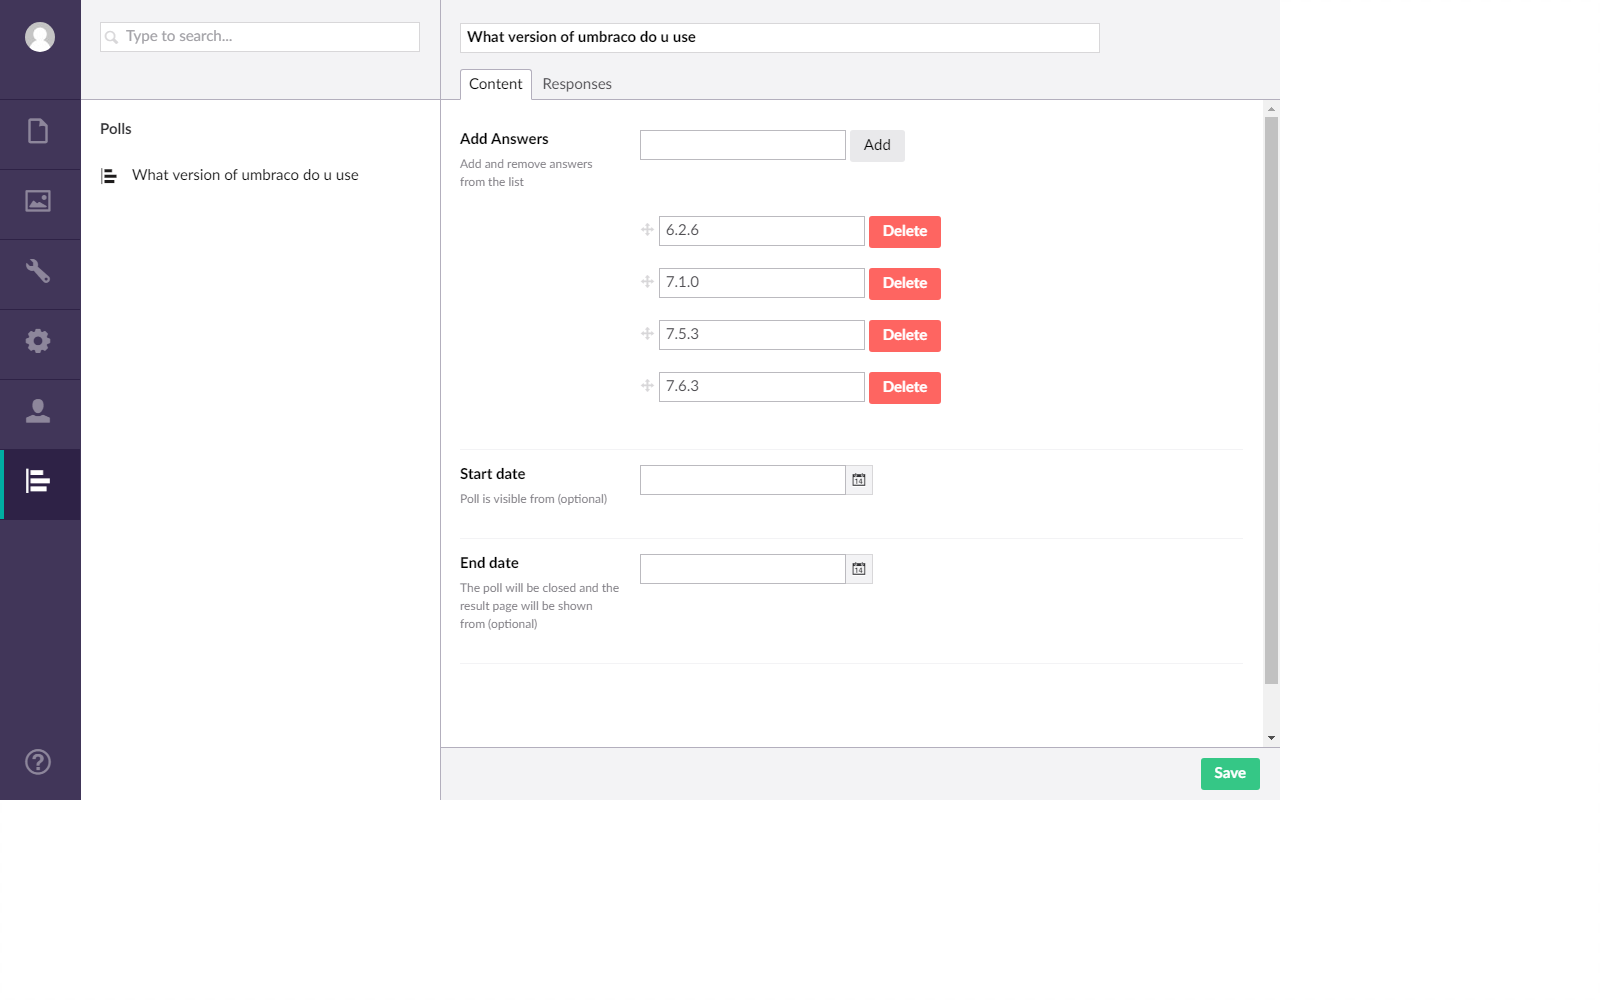 Type to search...
What version of umbraco do u use
Content Responses
Polls
What version of umbraco do u use
Add Answers
Add and remove answers
from the list
Add
6.2.6 Delete
7.1.0 Delete
7.5.3 Delete
7.6.3 Delete
Start date
Poll is visible from (optional)
14
End date
The poll will be closed and the
result page will be shown
from (optional)
14
?
Save